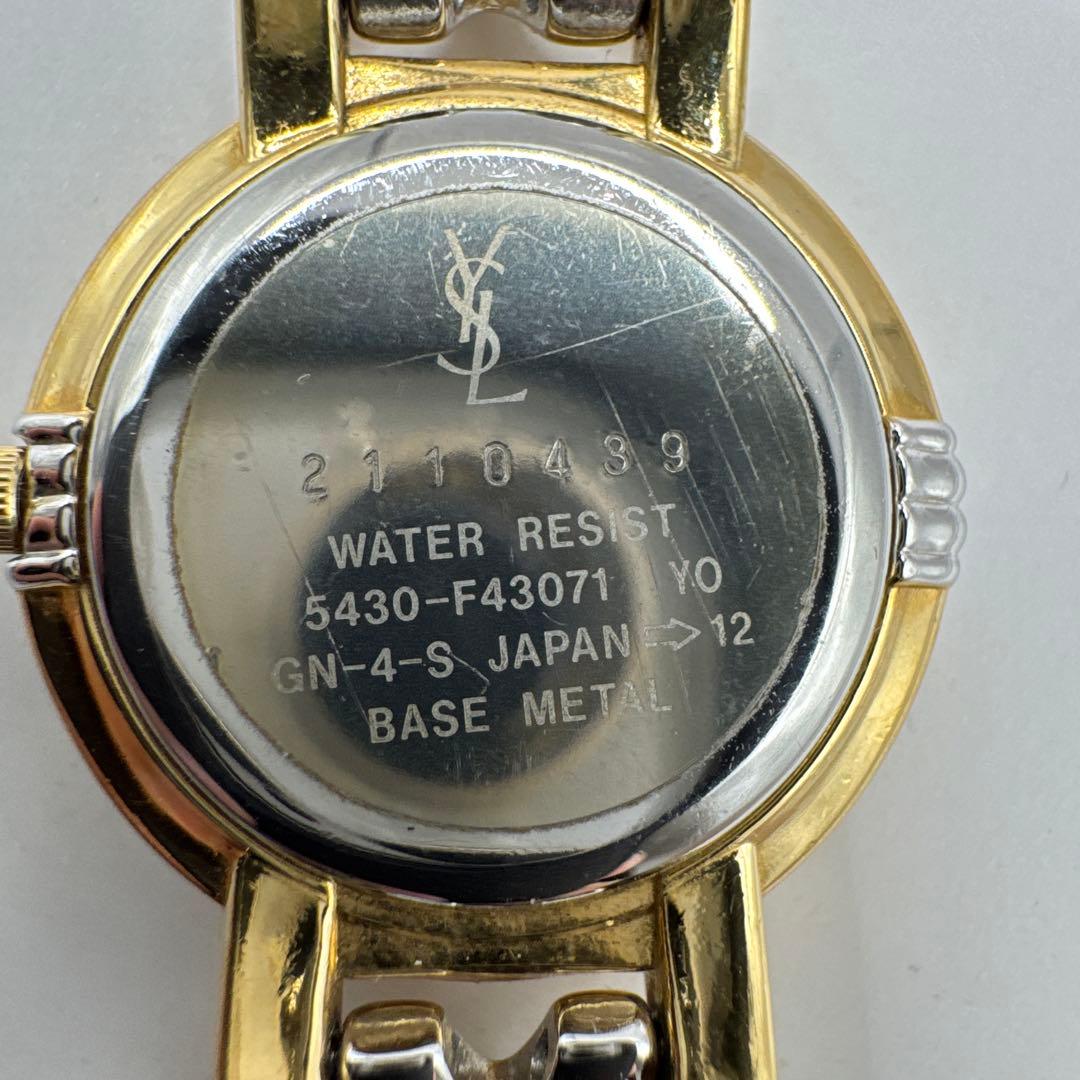 YSL
2110439
WATER RESIST
5430-F43071 YO
GN-4-S JAPAN ⇨ 12
BASE METAL